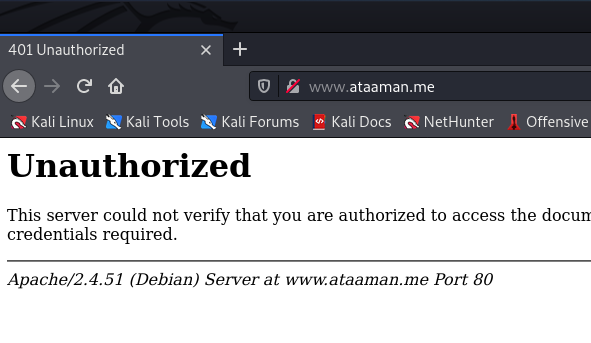 401 Unauthorized
www.ataaman.me
Kali Linux Kali Tools Kali Forums Kali Docs NetHunter Offensive
Unauthorized
This server could not verify that you are authorized to access the docum
credentials required.
Apache/2.4.51 (Debian) Server at www.ataaman.me Port 80